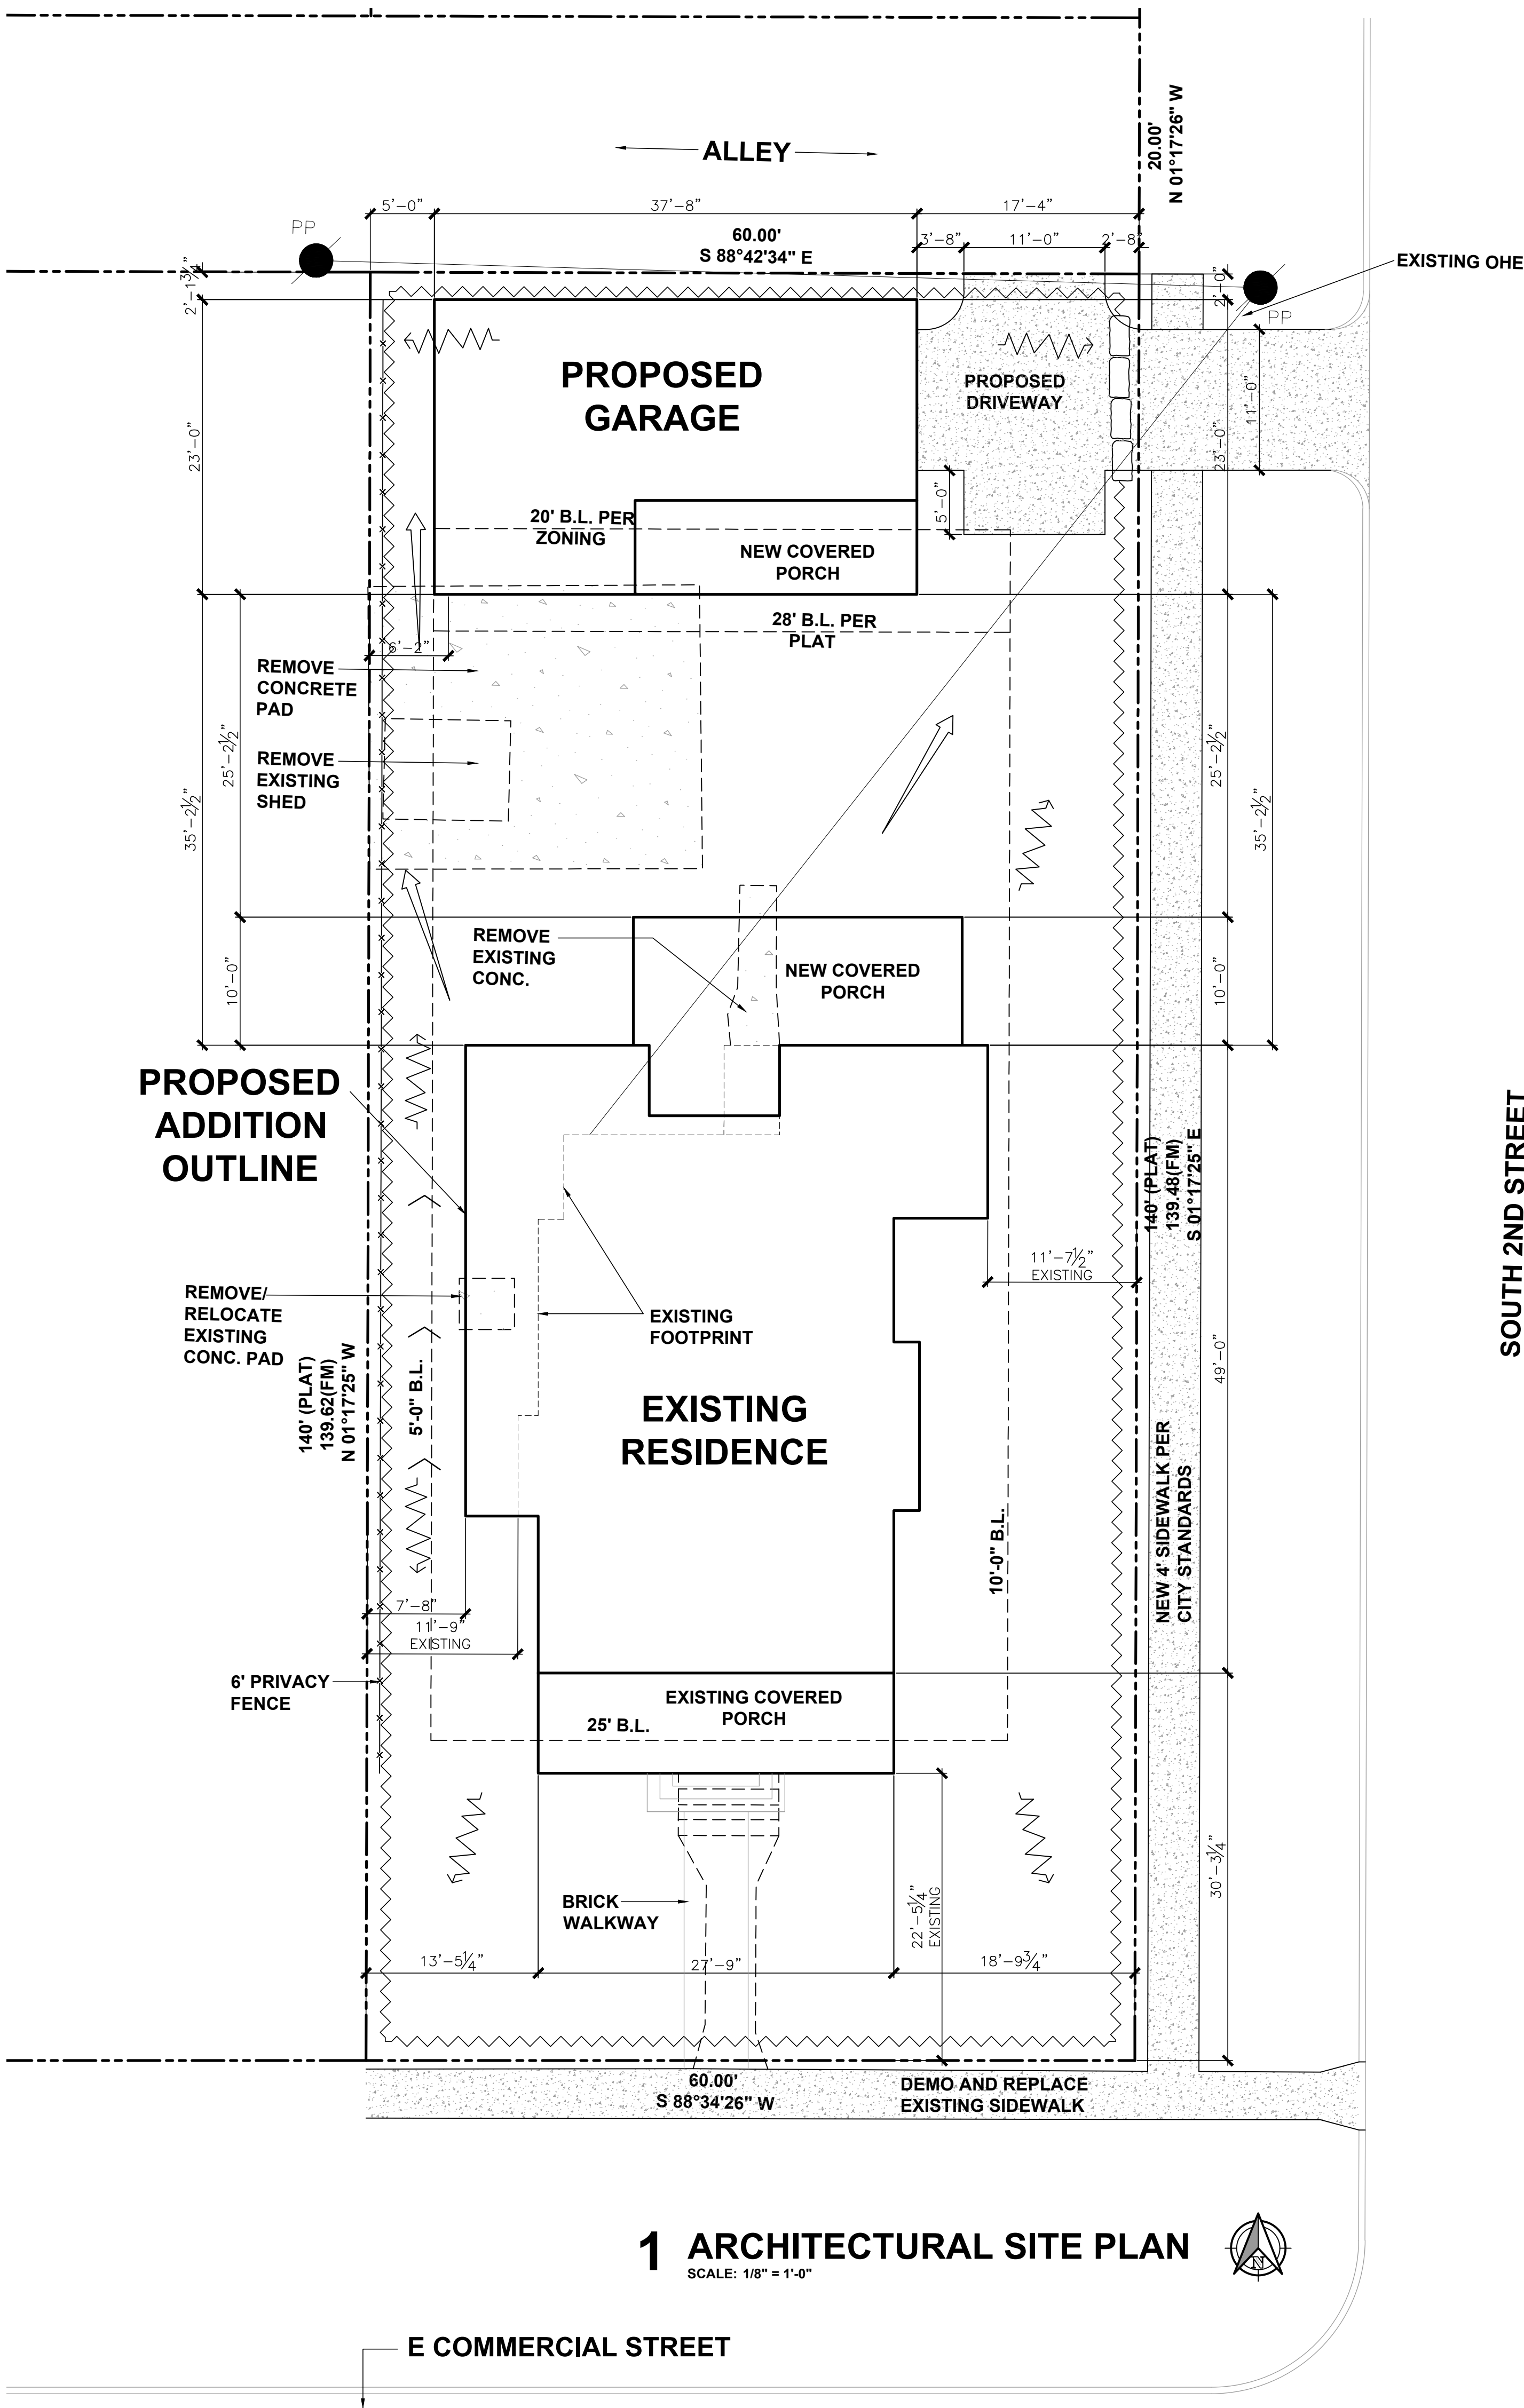 20.00'
N 01°17'26" W
ALLEY
5'-0"
37'-8"
17'-4"
PP
60.00'
S 88°42'34" E
3'-8"
11'-0"
2'-8"
EXISTING OHE
2'-1¾"
2'-0"
PP
PROPOSED
GARAGE
PROPOSED
DRIVEWAY
11'-0"
23'-0"
23'-0"
5'-0"
20' B.L. PER
ZONING
NEW COVERED
PORCH
28' B.L. PER
PLAT
6'-2"
REMOVE
CONCRETE
PAD
REMOVE
EXISTING
SHED
25'-2½"
35'-2½"
25'-2½"
35'-2½"
REMOVE
EXISTING
CONC.
NEW COVERED
PORCH
10'-0"
10'-0"
PROPOSED
ADDITION
OUTLINE
140' (PLAT)
139.48(FM)
S 01°17'25" E
SOUTH 2ND STREET
11'-7½"
EXISTING
REMOVE/
RELOCATE
EXISTING
CONC. PAD
EXISTING
FOOTPRINT
140' (PLAT)
139.62(FM)
N 01°17'25" W
5'-0" B.L.
EXISTING
RESIDENCE
49'-0"
NEW 4' SIDEWALK PER
CITY STANDARDS
10'-0" B.L.
7'-8"
11'-9"
EXISTING
6' PRIVACY
FENCE
EXISTING COVERED
PORCH
25' B.L.
BRICK
WALKWAY
22'-5¼"
EXISTING
30'-3¼"
13'-5¼"
27'-9"
18'-9¾"
60.00'
S 88°34'26" W
DEMO AND REPLACE
EXISTING SIDEWALK
1 ARCHITECTURAL SITE PLAN
SCALE: 1/8" = 1'-0"
N
E COMMERCIAL STREET